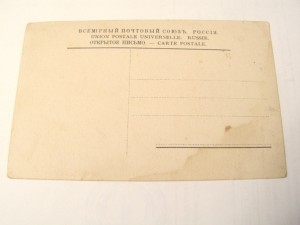 ВСЕМІРНЫЙ ПОЧТОВЫЙ СОЮЗЪ. РОССІЯ
UNION POSTALE UNIVERSELLE. RUSSIE.
ОТКРЫТОЕ ПИСЬМО. — CARTE POSTALE.